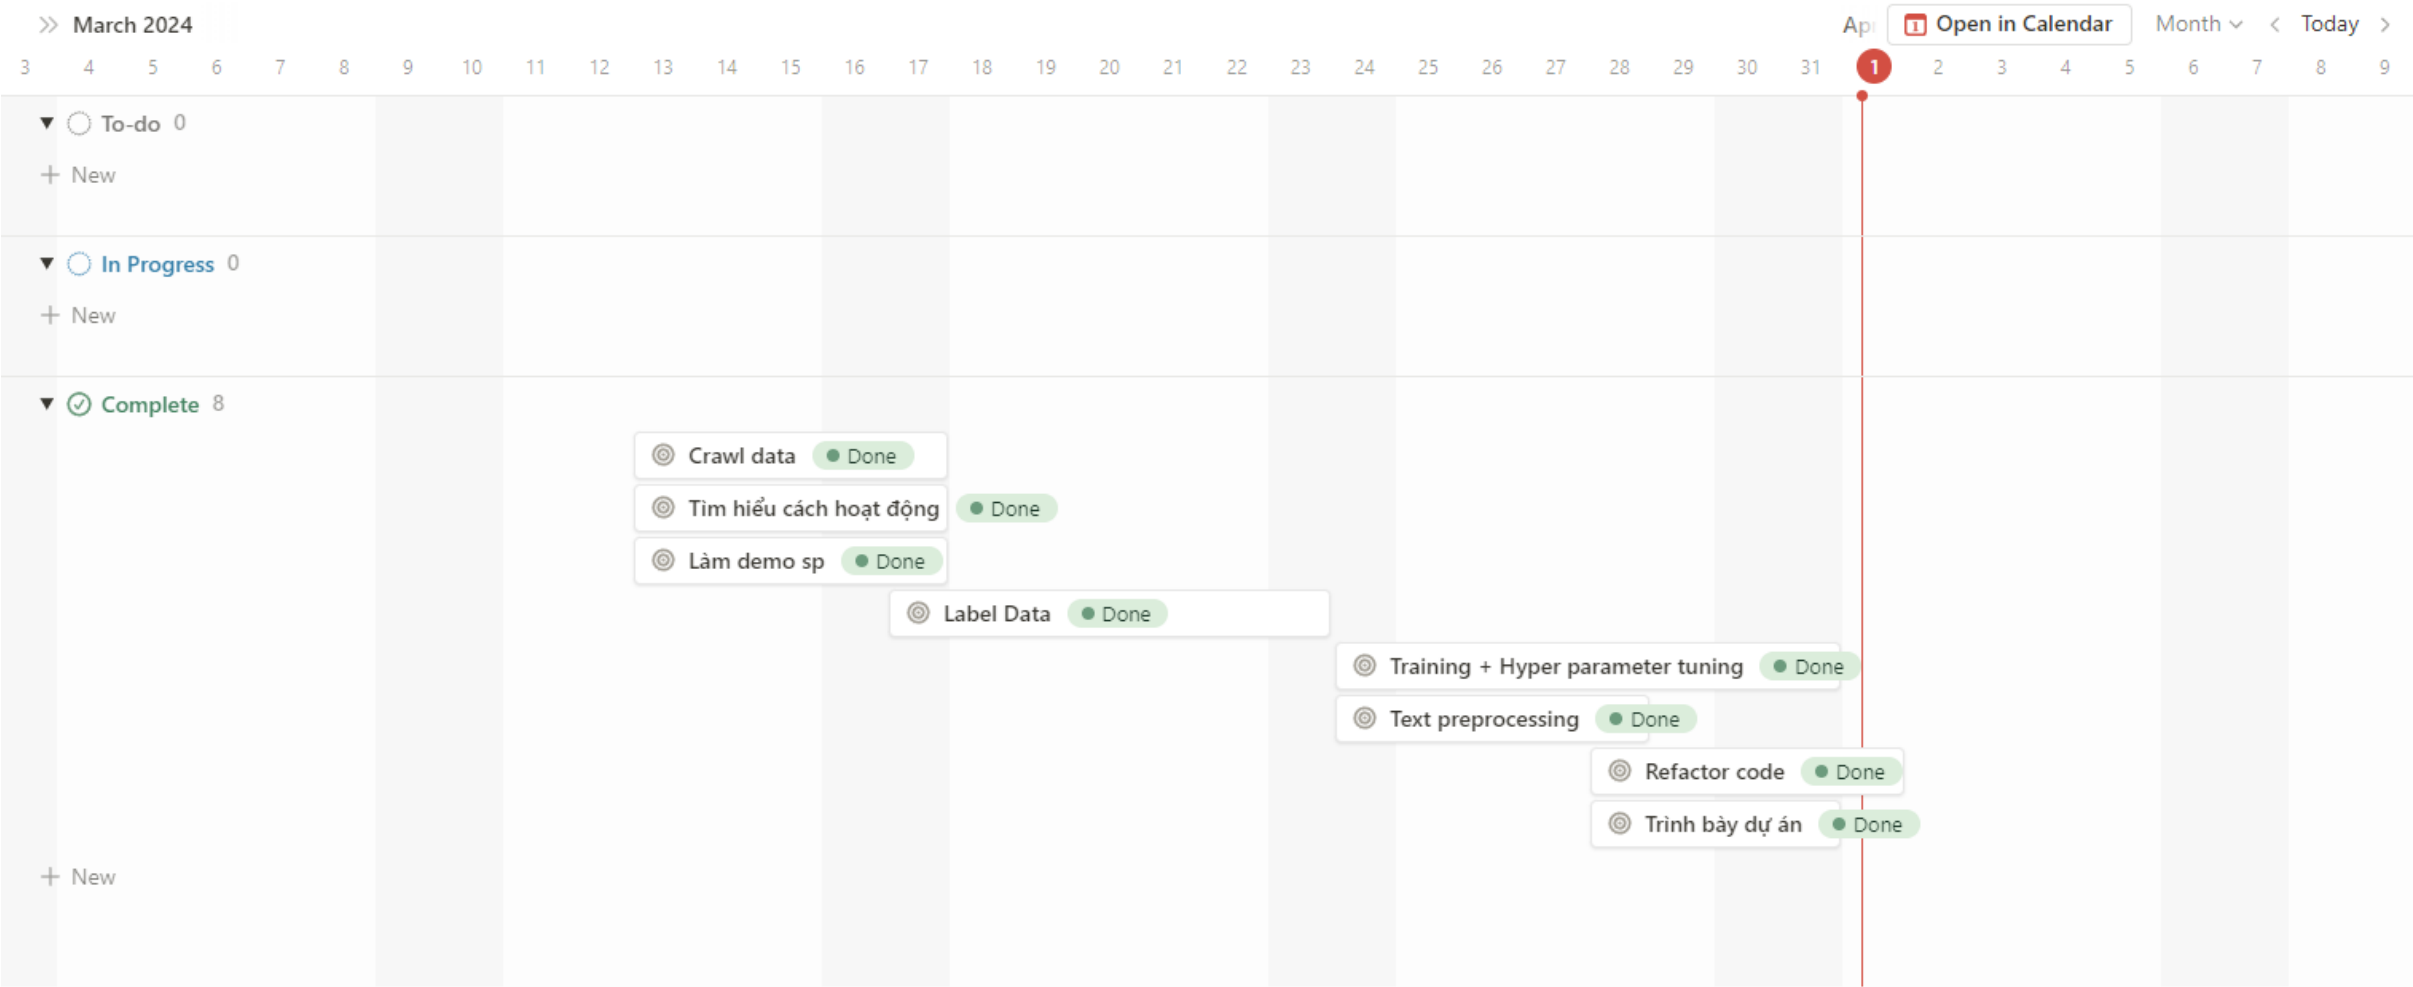 March 2024 Ap Open in Calendar Month Today
3 4 5 6 7 8 9 10 11 12 13 14 15 16 17 18 19 20 21 22 23 24 25 26 27 28 29 30 31 1 2 3 4 5 6 7 8 9
To-do 0
+ New
In Progress 0
+ New
Complete 8
Crawl data Done
Tìm hiểu cách hoạt động Done
Làm demo sp Done
Label Data Done
Training + Hyper parameter tuning Done
Text preprocessing Done
Refactor code Done
Trình bày dự án Done
+ New